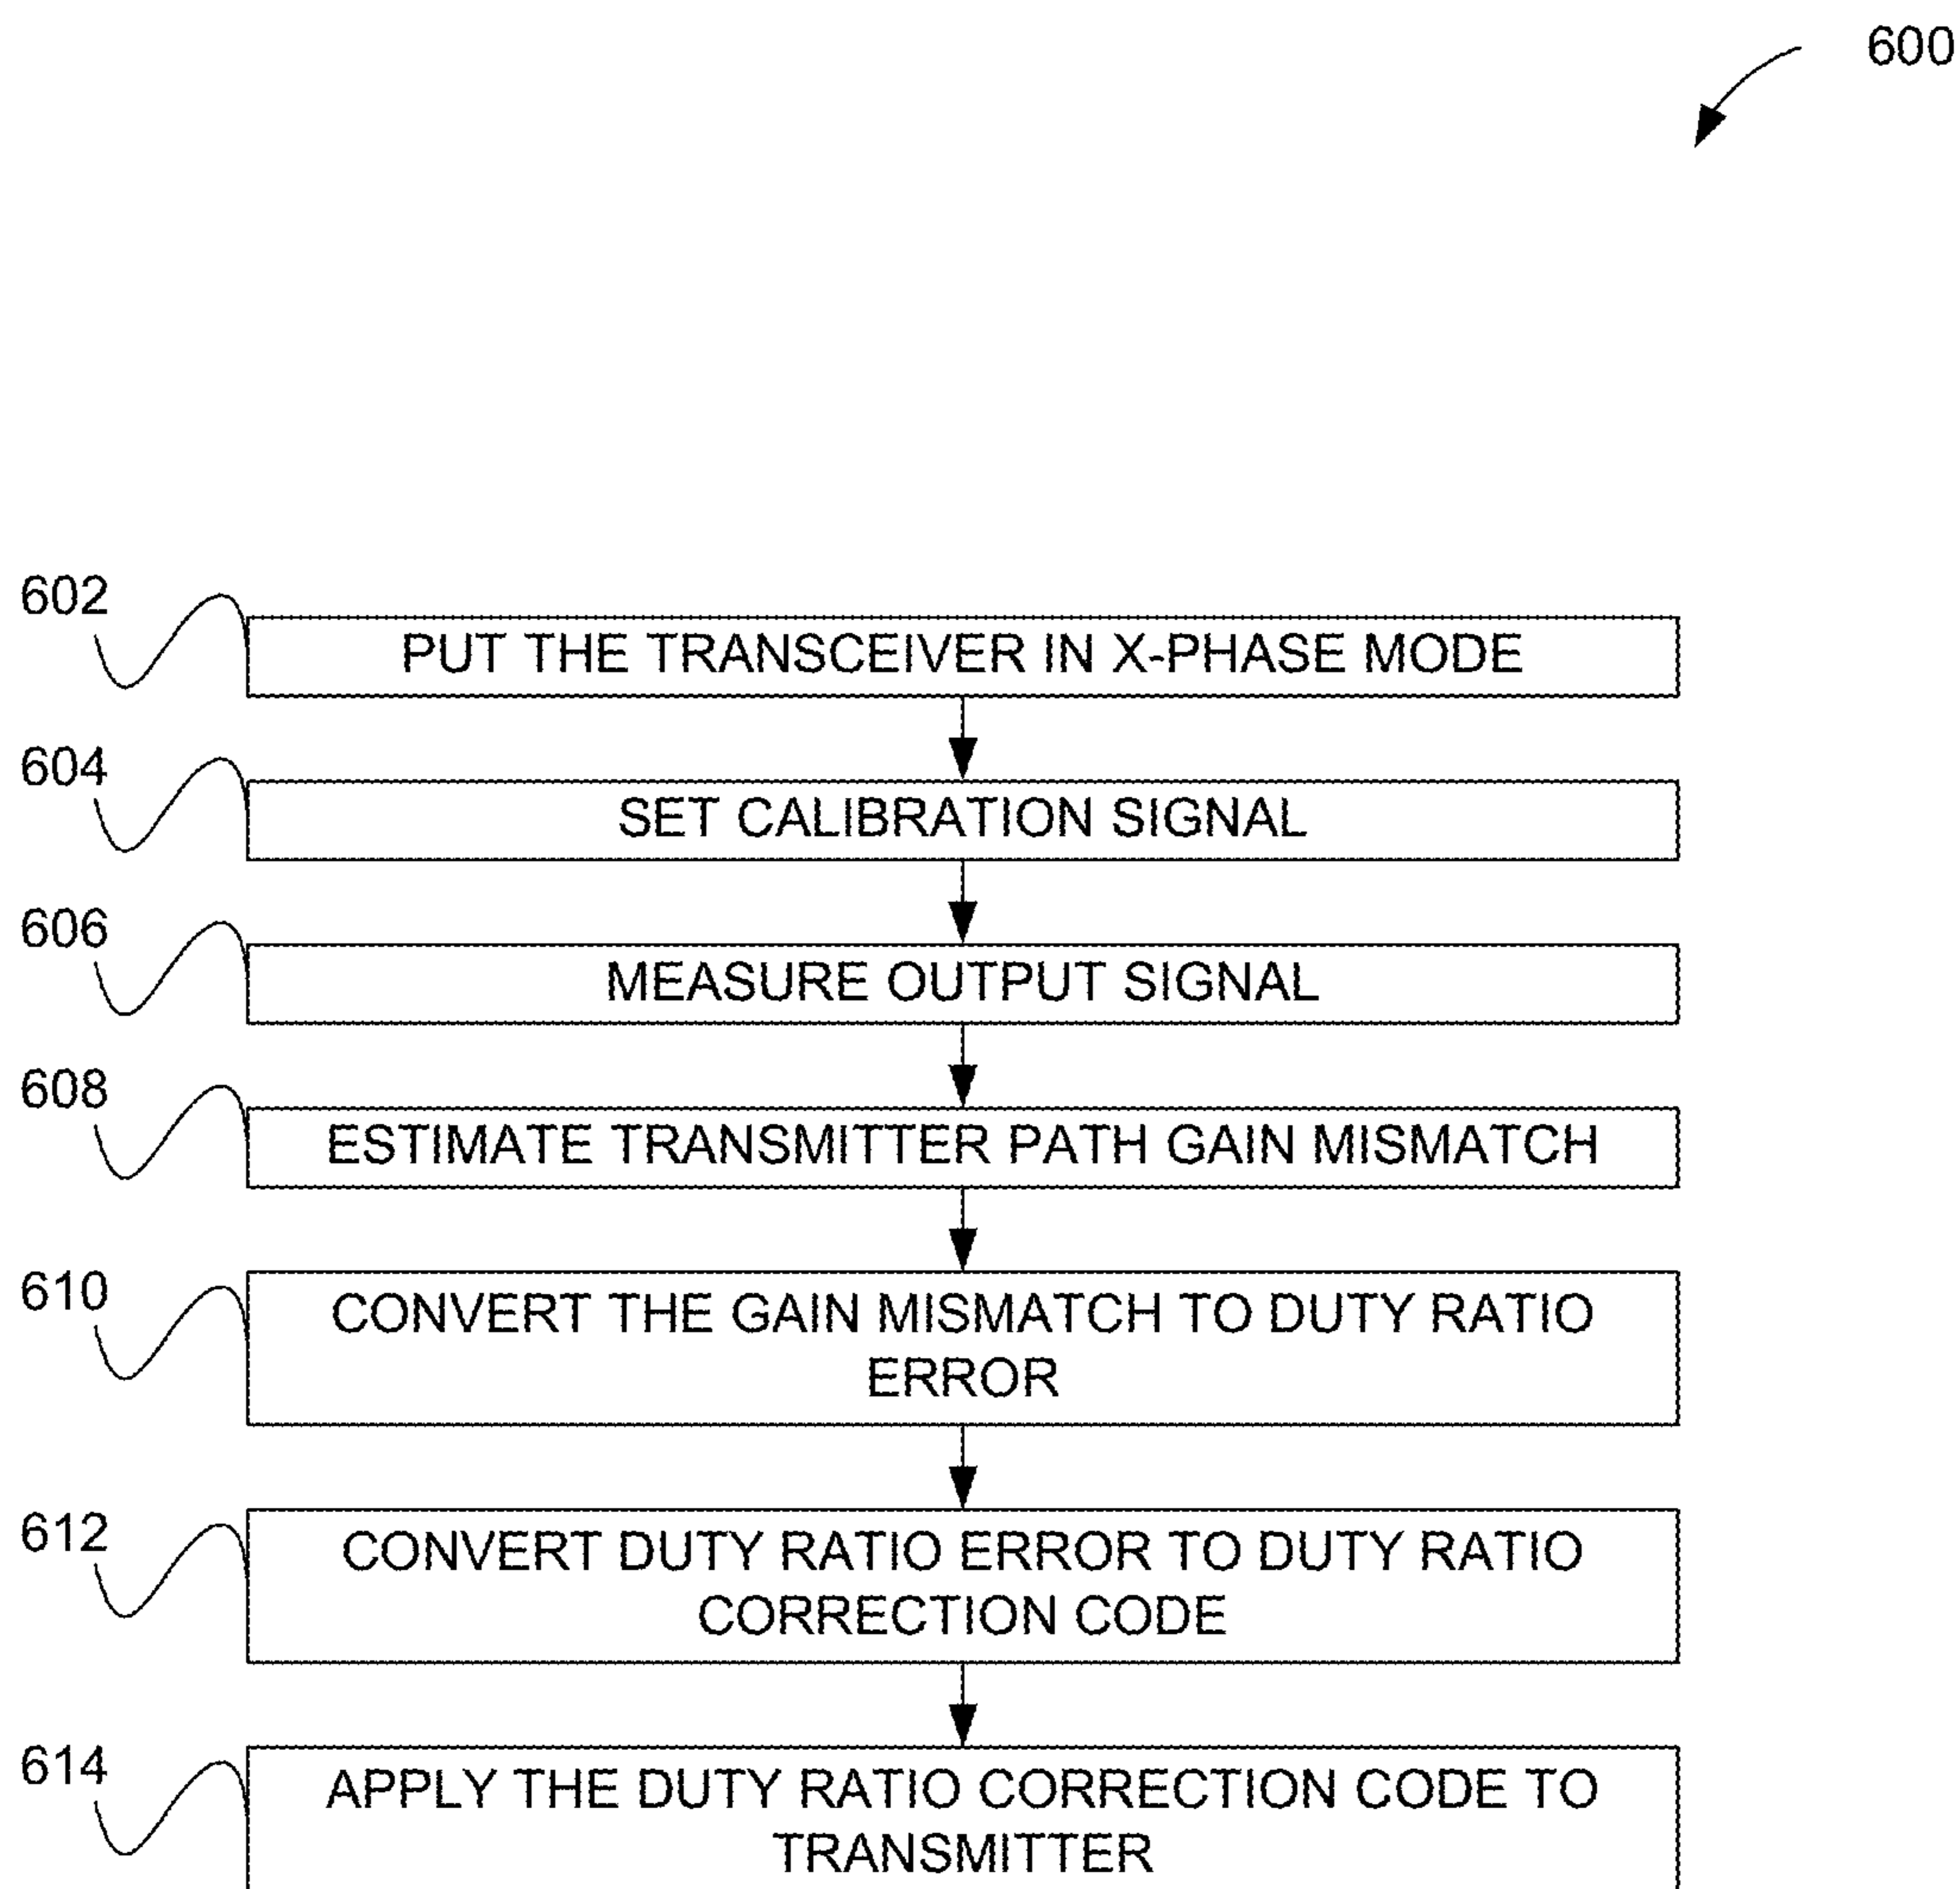 600
602
PUT THE TRANSCEIVER IN X-PHASE MODE
604
SET CALIBRATION SIGNAL
606
MEASURE OUTPUT SIGNAL
608
ESTIMATE TRANSMITTER PATH GAIN MISMATCH
610
CONVERT THE GAIN MISMATCH TO DUTY RATIO
ERROR
612
CONVERT DUTY RATIO ERROR TO DUTY RATIO
CORRECTION CODE
614
APPLY THE DUTY RATIO CORRECTION CODE TO
TRANSMITTER